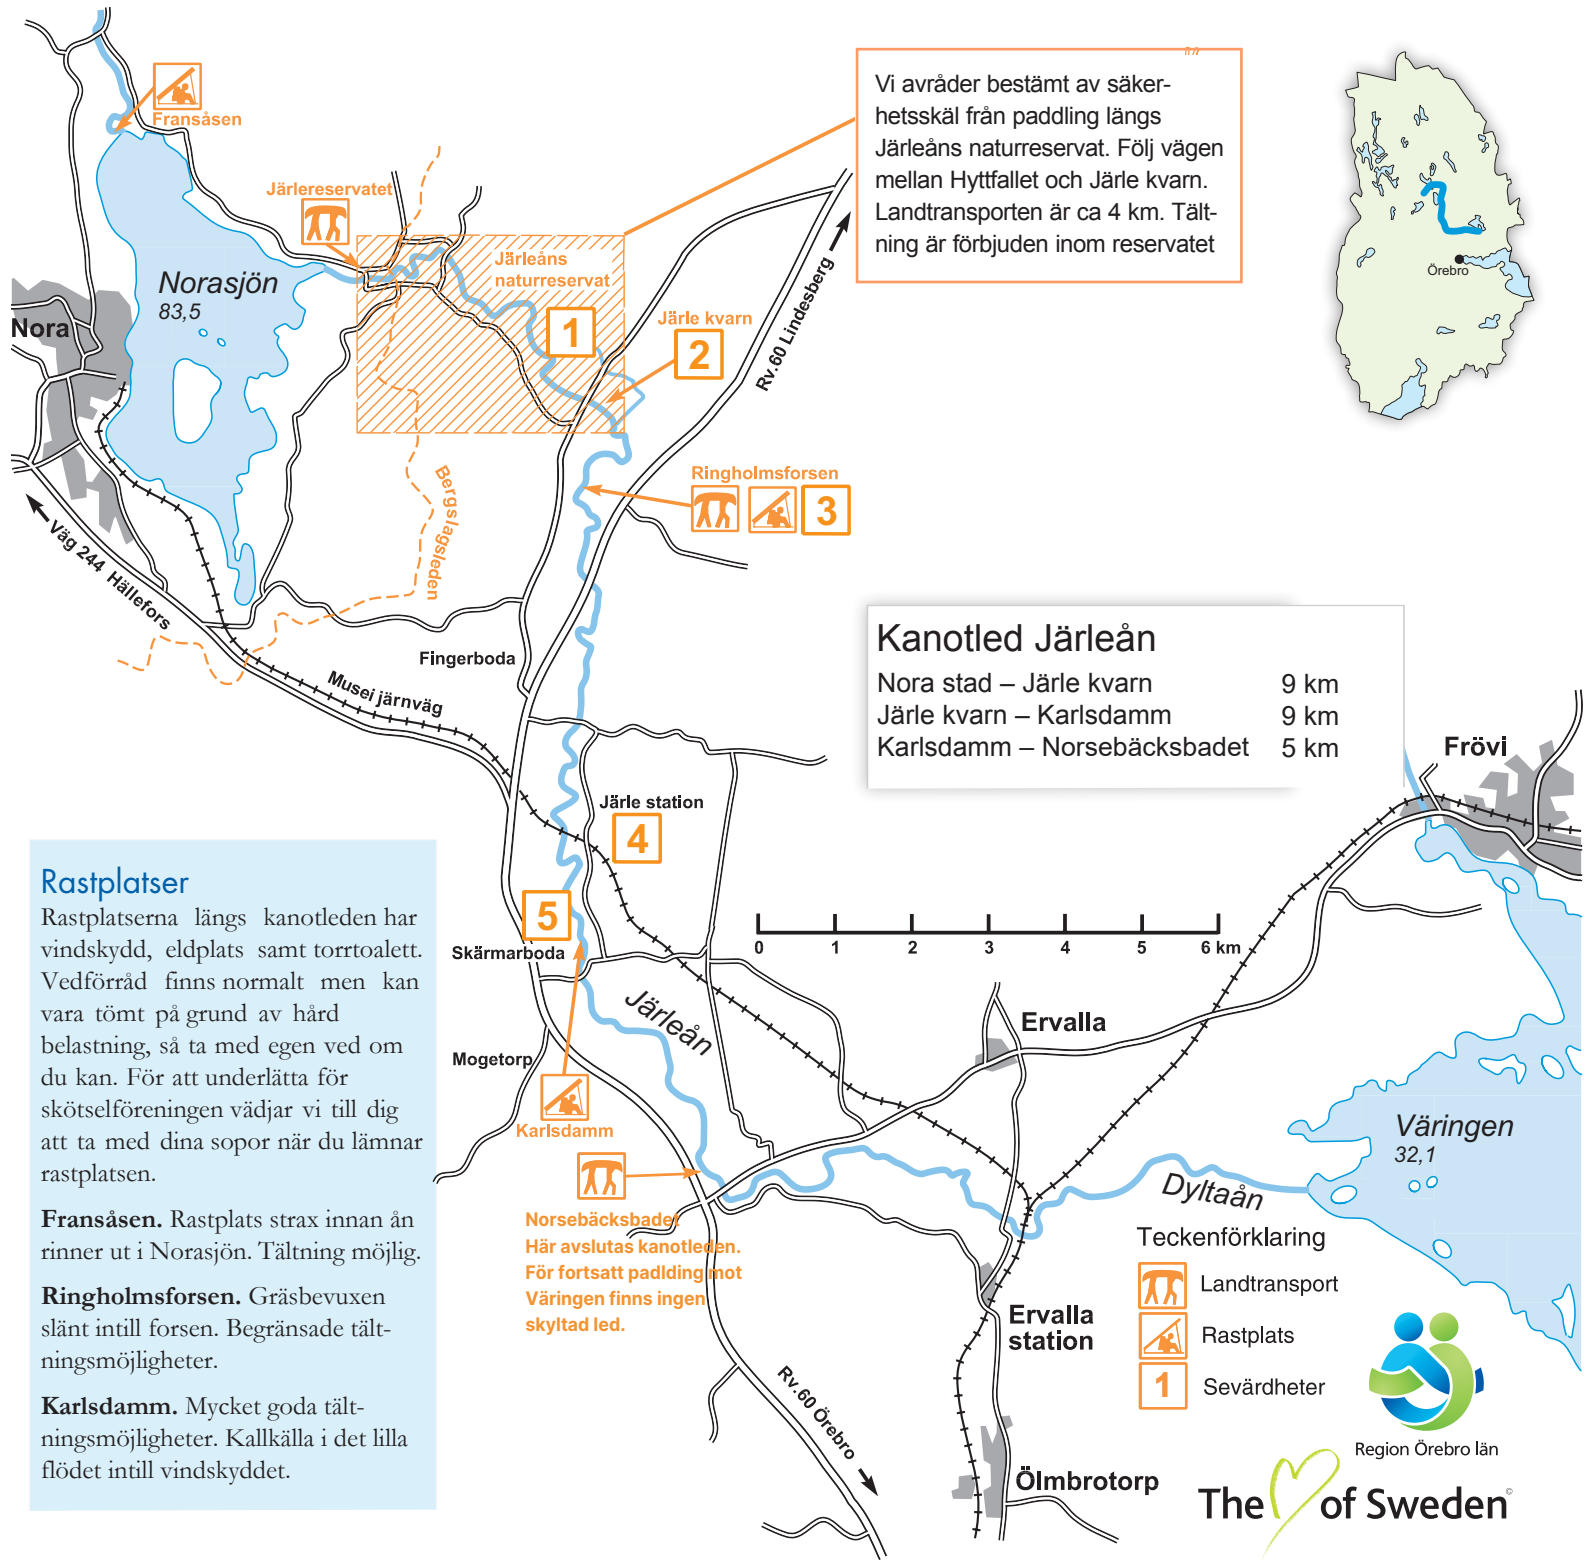 Fransåsen
Vi avråder bestämt av säker-
hetsskäl från paddling längs
Järleåns naturreservat. Följ vägen
mellan Hyttfallet och Järle kvarn.
Landtransporten är ca 4 km. Tält-
ning är förbjuden inom reservatet
Örebro
Järlereservatet
Järleåns
naturreservat
Norasjön
83,5
Nora
1
Järle kvarn
2
Rv.60 Lindesberg
Ringholmsforsen
3
Bergslagsleden
Väg 244 Hällefors
Fingerboda
Musei järnväg
Kanotled Järleån
Nora stad – Järle kvarn 9 km
Järle kvarn – Karlsdamm 9 km
Karlsdamm – Norsebäcksbadet 5 km
Frövi
Järle station
4
5
Skärmarboda
0 1 2 3 4 5 6 km
Rastplatser
Rastplatserna längs kanotleden har
vindskydd, eldplats samt torrtoalett.
Vedförråd finns normalt men kan
vara tömt på grund av hård
belastning, så ta med egen ved om
du kan. För att underlätta för
skötselföreningen vädjar vi till dig
att ta med dina sopor när du lämnar
rastplatsen.
Fransåsen. Rastplats strax innan ån
rinner ut i Norasjön. Tältning möjlig.
Ringholmsforsen. Gräsbevuxen
slänt intill forsen. Begränsade tält-
ningsmöjligheter.
Karlsdamm. Mycket goda tält-
ningsmöjligheter. Kallkälla i det lilla
flödet intill vindskyddet.
Järleån
Ervalla
Mogetorp
Karlsdamm
Väringen
32,1
Dyltaån
Norsebäcksbadet
Här avslutas kanotleden.
För fortsatt padlding mot
Väringen finns ingen
skyltad led.
Teckenförklaring
Landtransport
Rastplats
1 Sevärdheter
Ervalla
station
Rv.60 Örebro
Ölmbrotorp
Region Örebro län
The of Sweden©